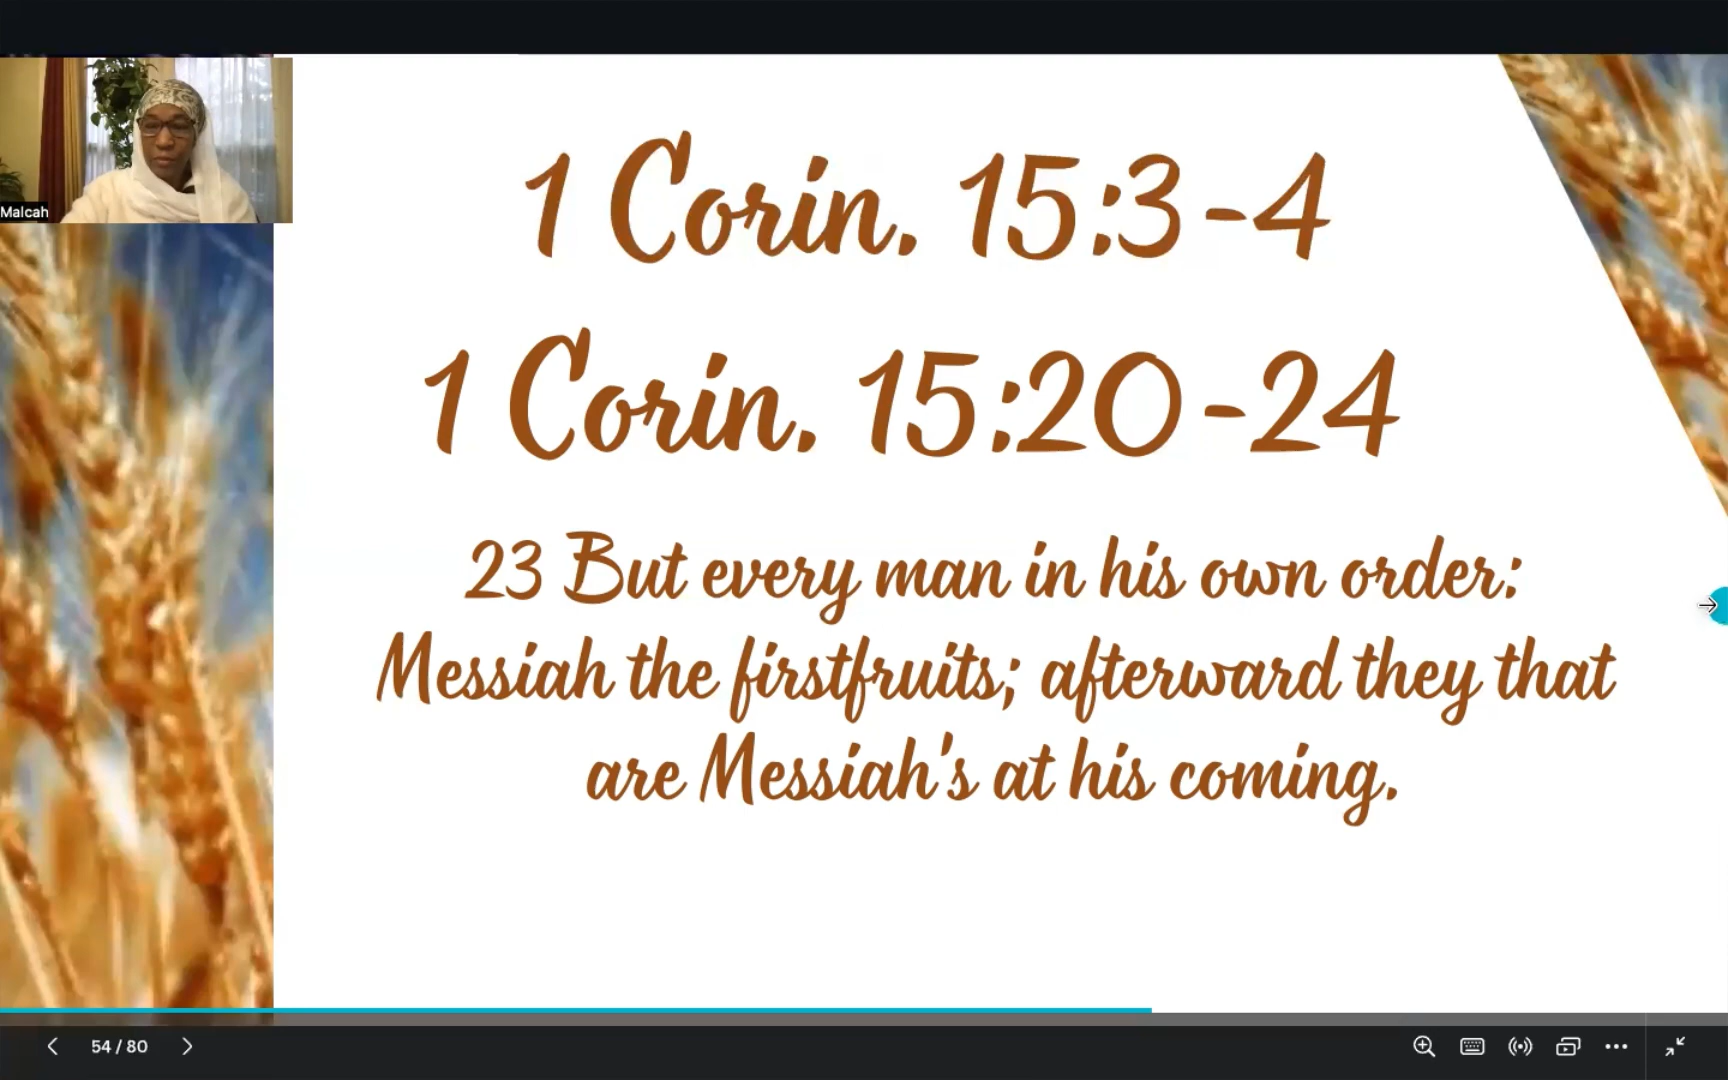 Malcah
1 Corin. 15:3-4
1 Corin. 15:20-24
23 But every man in his own order:
Messiah the firstfruits; afterward they that
are Messiah's at his coming.
54 / 80